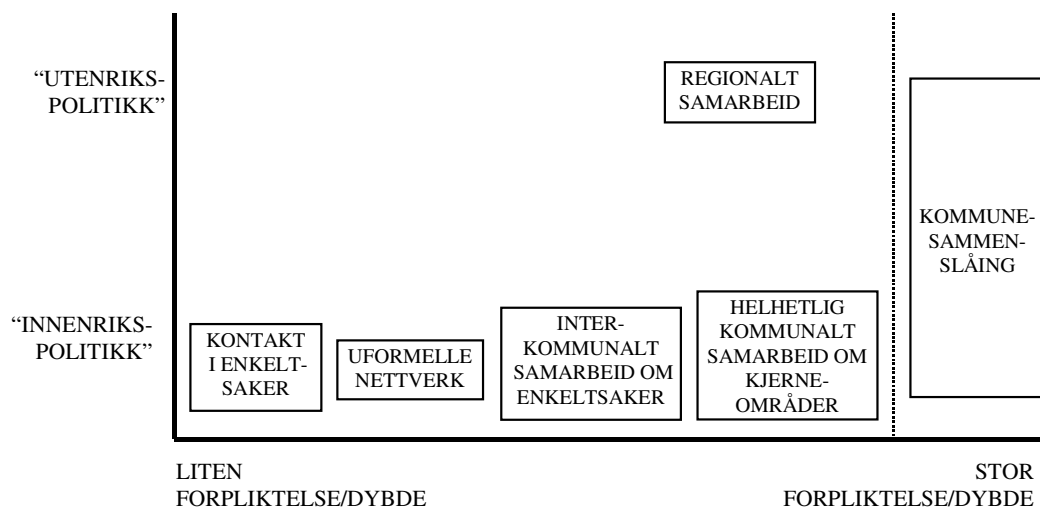 “UTENRIKS-
POLITIKK”
REGIONALT
SAMARBEID
KOMMUNE-
SAMMEN-
SLÅING
“INNENRIKS-
POLITIKK”
KONTAKT
I ENKELT-
SAKER
UFORMELLE
NETTVERK
INTER-
KOMMUNALT
SAMARBEID OM
ENKELTSAKER
HELHETLIG
KOMMUNALT
SAMARBEID OM
KJERNE-
OMRÅDER
LITEN
FORPLIKTELSE/DYBDE
STOR
FORPLIKTELSE/DYBDE